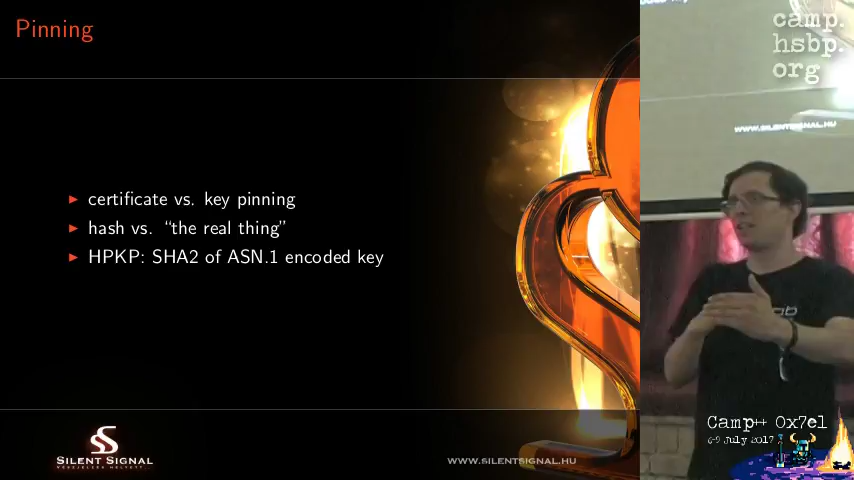 Pinning
certificate vs. key pinning
hash vs. “the real thing”
HPKP: SHA2 of ASN.1 encoded key
SILENT SIGNAL
WWW.SILENTSIGNAL.HU
camp.
hsbp.
org
WWW.SILENTSIGNAL.HU
Camp++ 0x7e1
6-9 July 2017